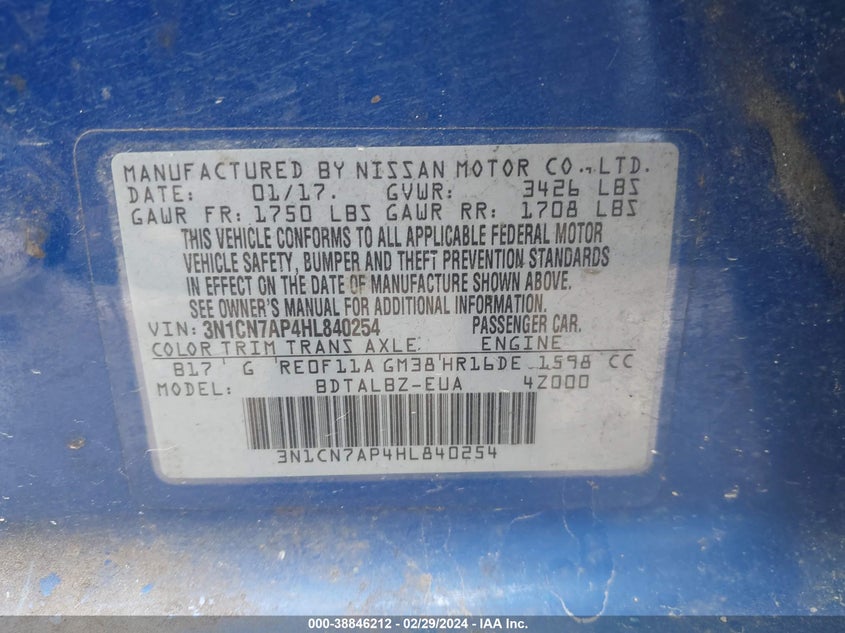 MANUFACTURED BY NISSAN MOTOR CO., LTD.
DATE: 01/17. GVWR: 3426 LBS
GAWR FR: 1750 LBS GAWR RR: 1708 LBS
THIS VEHICLE CONFORMS TO ALL APPLICABLE FEDERAL MOTOR
VEHICLE SAFETY, BUMPER AND THEFT PREVENTION STANDARDS
IN EFFECT ON THE DATE OF MANUFACTURE SHOWN ABOVE.
SEE OWNER'S MANUAL FOR ADDITIONAL INFORMATION.
VIN: 3N1CN7AP4HL840254 PASSENGER CAR.
COLOR TRIM TRANS AXLE ENGINE
B17 G RE0F11A GM38 HR16DE 1598 CC
MODEL: BDTALBZ-EUA 4Z000
3N1CN7AP4HL840254
000-38846212 - 02/29/2024 - IAA Inc.